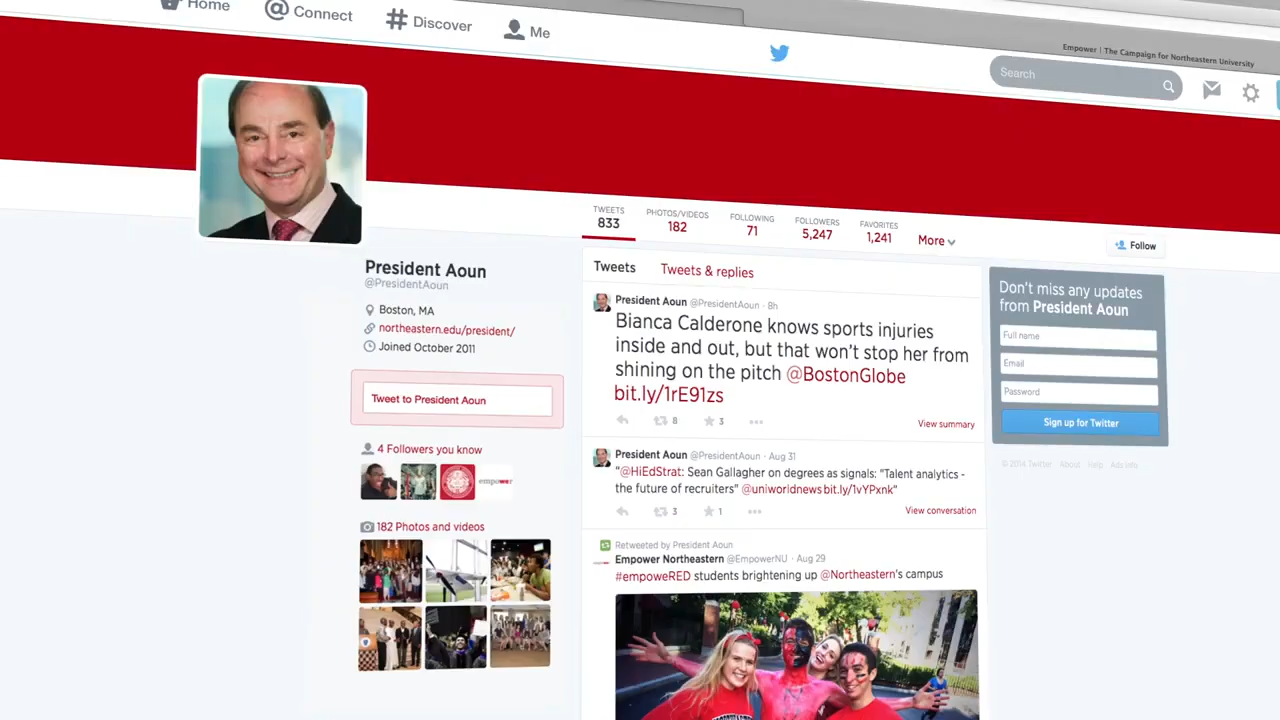 Home
Connect
Discover
Me
Empower | The Campaign for Northeastern University
Search
TWEETS
833
PHOTOS/VIDEOS
182
FOLLOWING
71
FOLLOWERS
5,247
FAVORITES
1,241
More
Follow
President Aoun
@PresidentAoun
Boston, MA
northeastern.edu/president/
Joined October 2011
Tweet to President Aoun
4 Followers you know
empower
182 Photos and videos
Tweets
Tweets & replies
President Aoun @PresidentAoun · 8h
Bianca Calderone knows sports injuries
inside and out, but that won't stop her from
shining on the pitch @BostonGlobe
bit.ly/1rE91zs
8
3
View summary
President Aoun @PresidentAoun · Aug 31
"@HiEdStrat: Sean Gallagher on degrees as signals: "Talent analytics -
the future of recruiters" @uniworldnews bit.ly/1vYPxnk"
3
1
View conversation
Retweeted by President Aoun
Empower Northeastern @EmpowerNU · Aug 29
#empoweRED students brightening up @Northeastern's campus
Don't miss any updates
from President Aoun
Full name
Email
Password
Sign up for Twitter
© 2014 Twitter About Help Ads info